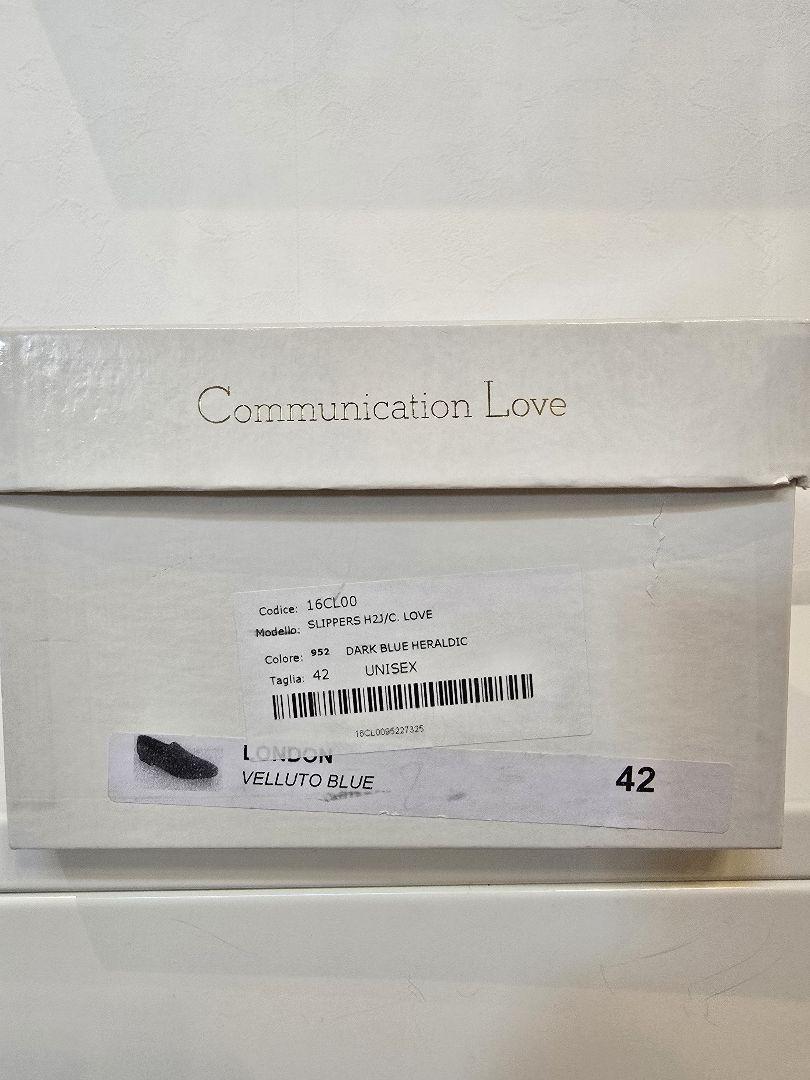 Communication Love
Codice: 16CL00
Modello: SLIPPERS H2J/C. LOVE
Colore: 952 DARK BLUE HERALDIC
Taglia: 42 UNISEX
16CL0095227325
LONDON
VELLUTO BLUE
42